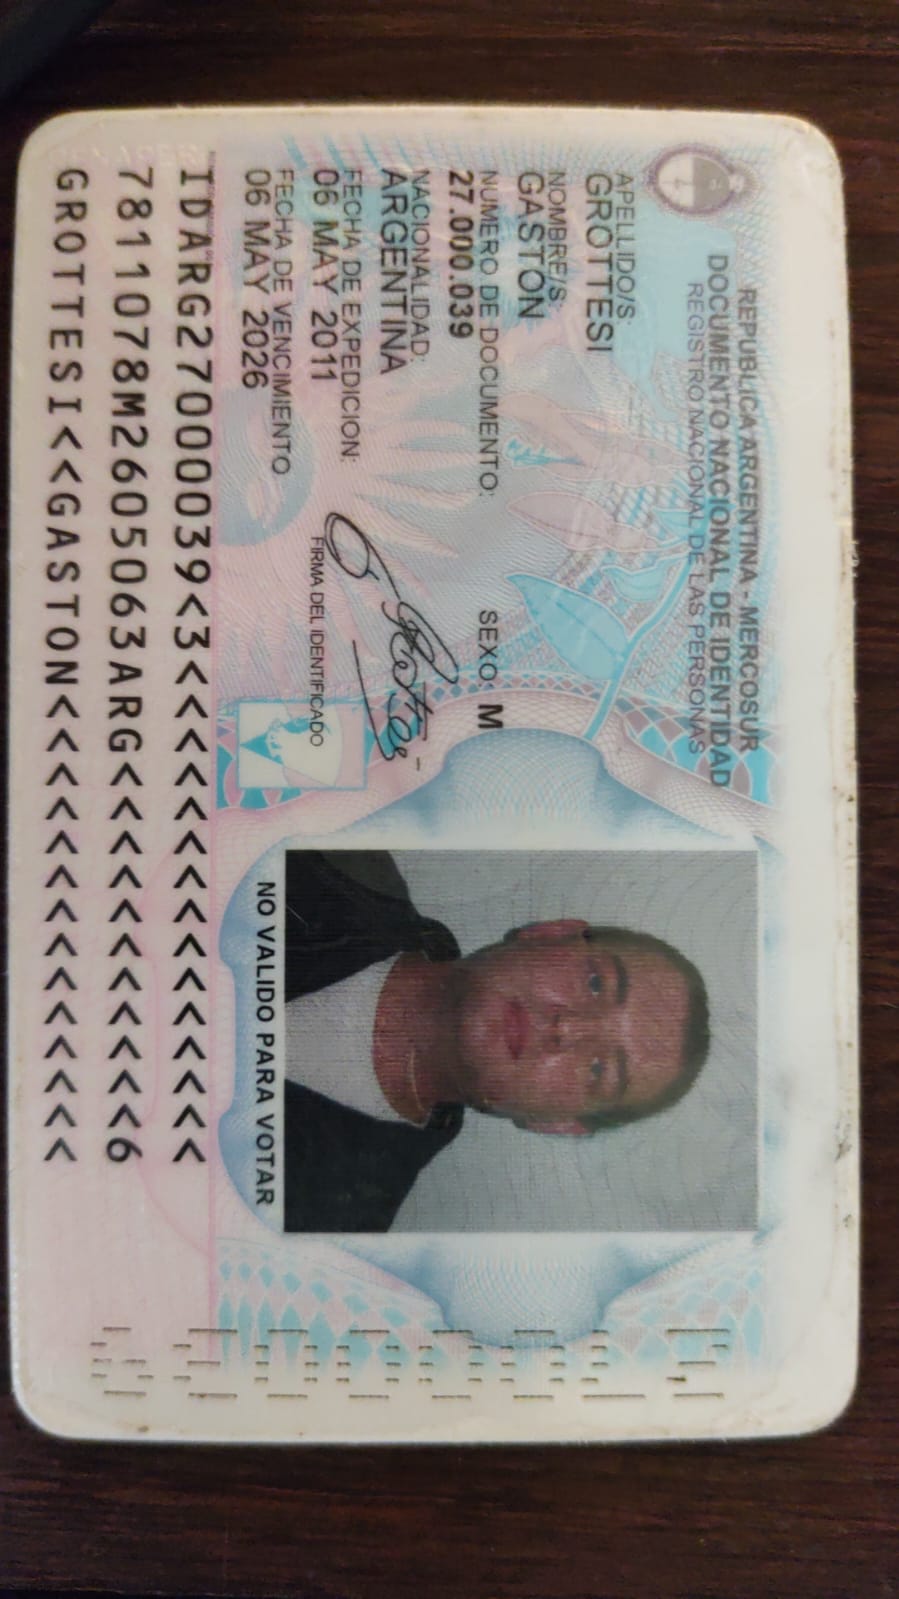 REPUBLICA ARGENTINA - MERCOSUR
DOCUMENTO NACIONAL DE IDENTIDAD
REGISTRO NACIONAL DE LAS PERSONAS
APELLIDO/S:
GROTTESI
NOMBRE/S:
GASTON
NUMERO DE DOCUMENTO:
27.000.039
SEXO: M
NACIONALIDAD:
ARGENTINA
FECHA DE EXPEDICION:
06 MAY 2011
FECHA DE VENCIMIENTO
06 MAY 2026
FIRMA DEL IDENTIFICADO
NO VALIDO PARA VOTAR
IDARG27000039<3<<<<<<<<<<<<<<<
7811078M2605063ARG<<<<<<<<<<<6
GROTTESI<<GASTON<<<<<<<<<<<<<<